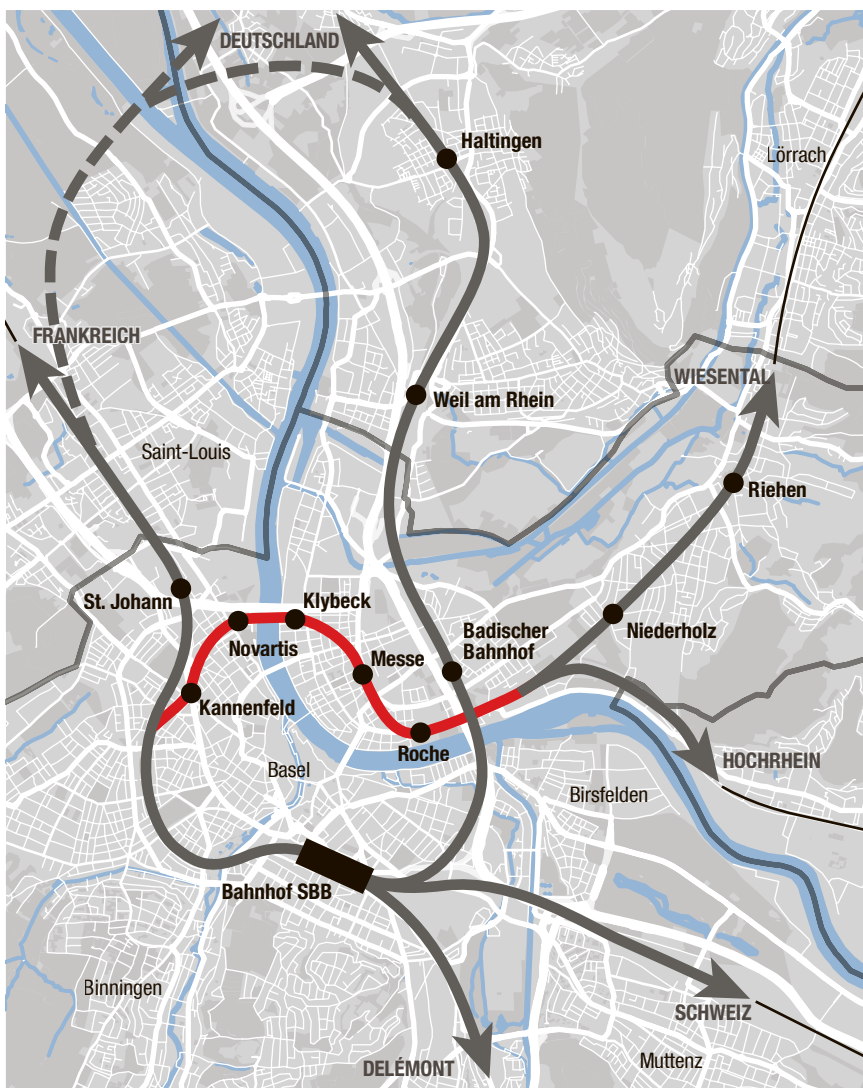 DEUTSCHLAND
Haltingen
Lörrach
FRANKREICH
WIESENTAL
Weil am Rhein
Saint-Louis
Riehen
St. Johann
Klybeck
Novartis
Niederholz
Badischer
Bahnhof
Messe
Kannenfeld
Roche
HOCHRHEIN
Basel
Birsfelden
Bahnhof SBB
Binningen
SCHWEIZ
DELÉMONT
Muttenz